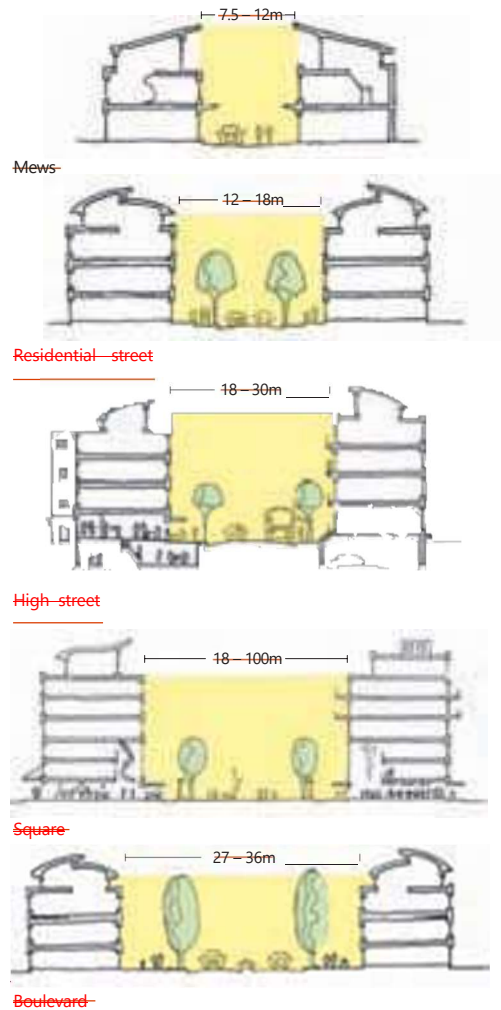 7.5 – 12m
Mews
12 – 18m
Residential street
18 – 30m
High street
18 – 100m
Square
27 – 36m
Boulevard